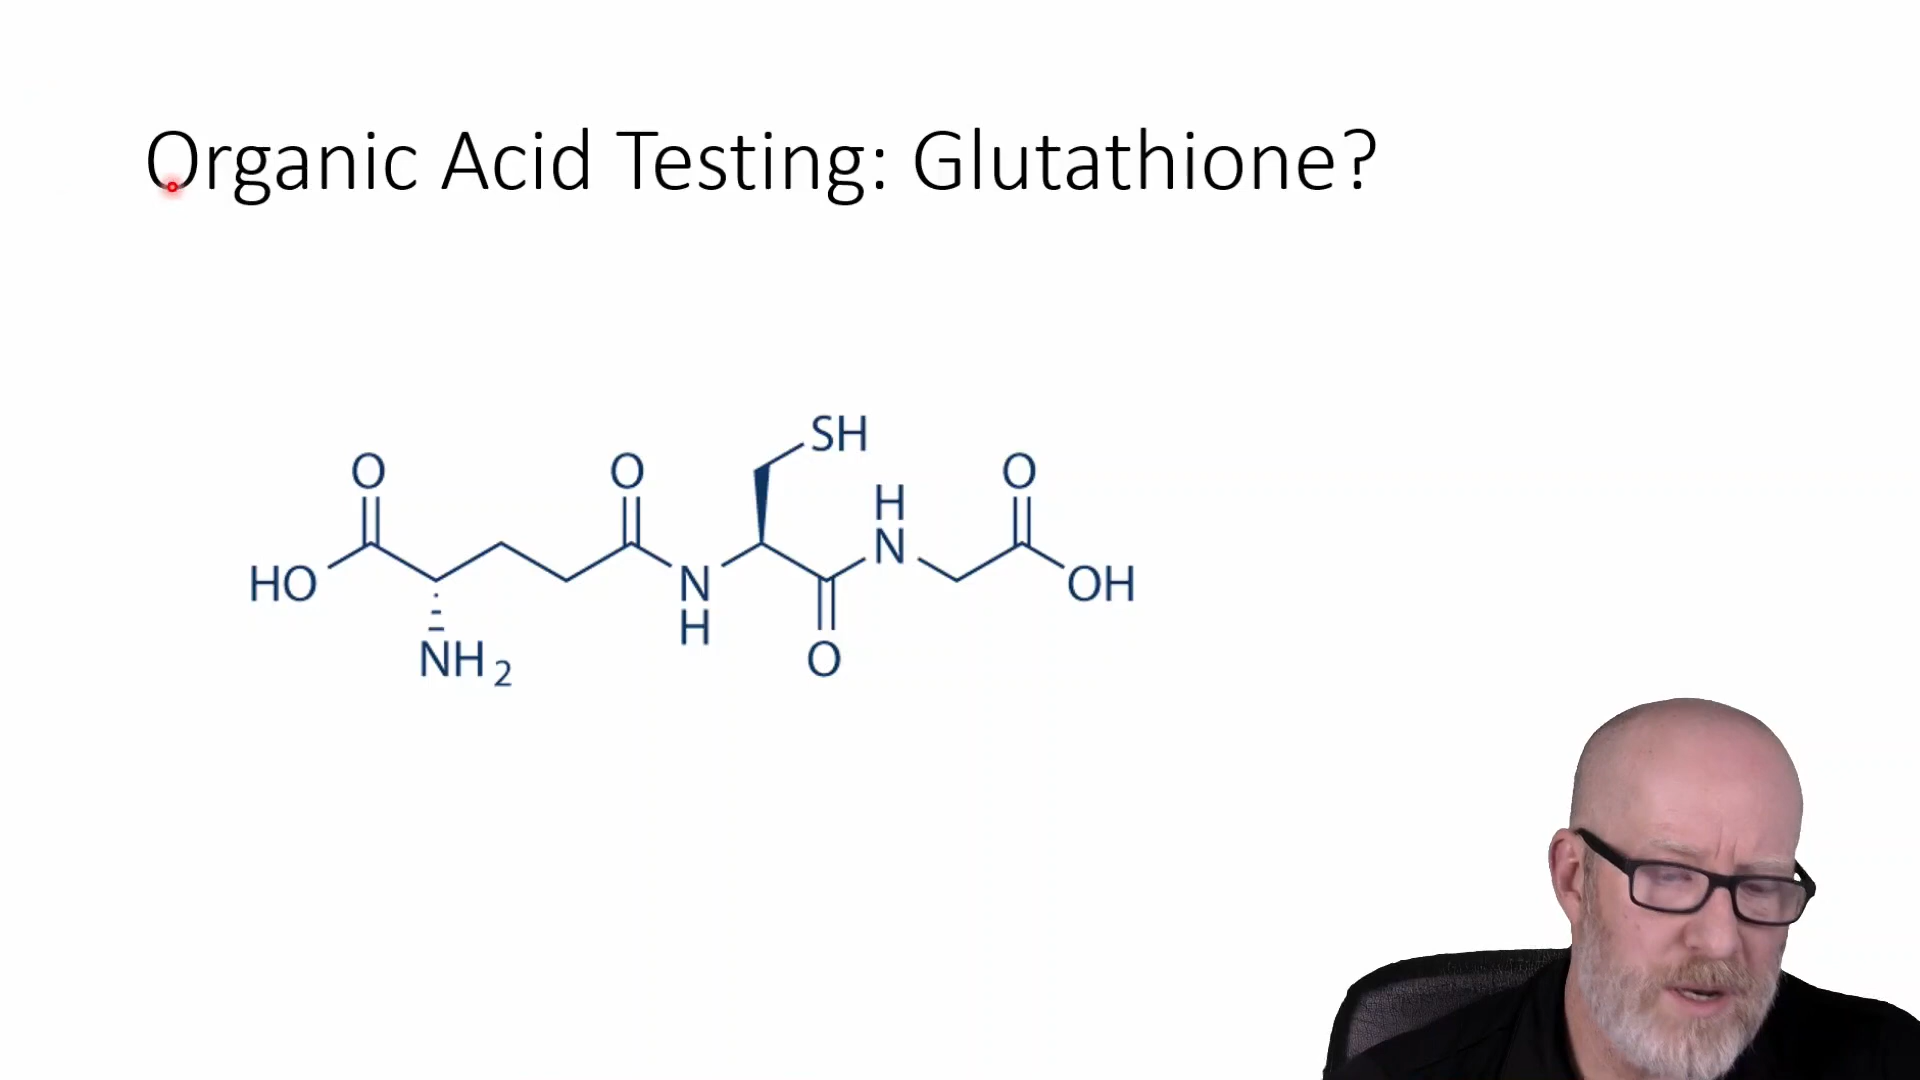 Organic Acid Testing: Glutathione?
SH
O O H O
HO N H N OH
NH2 O